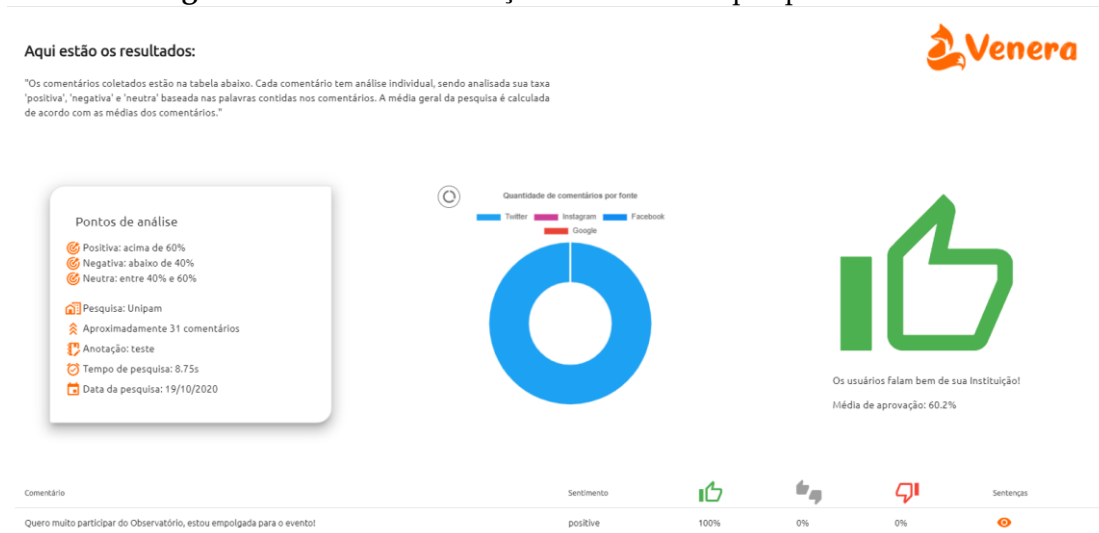 Aqui estão os resultados:
Venera
"Os comentários coletados estão na tabela abaixo. Cada comentário tem análise individual, sendo analisada sua taxa
'positiva', 'negativa' e 'neutra' baseada nas palavras contidas nos comentários. A média geral da pesquisa é calculada
de acordo com as médias dos comentários."
Pontos de análise
Positiva: acima de 60%
Negativa: abaixo de 40%
Neutra: entre 40% e 60%
Pesquisa: Unipam
Aproximadamente 31 comentários
Anotação: teste
Tempo de pesquisa: 8.75s
Data da pesquisa: 19/10/2020
Quantidade de comentários por fonte
Twitter Instagram Facebook
Google
Os usuários falam bem de sua Instituição!
Média de aprovação: 60.2%
Comentário Sentimento Sentenças
Quero muito participar do Observatório, estou empolgada para o evento! positive 100% 0% 0%